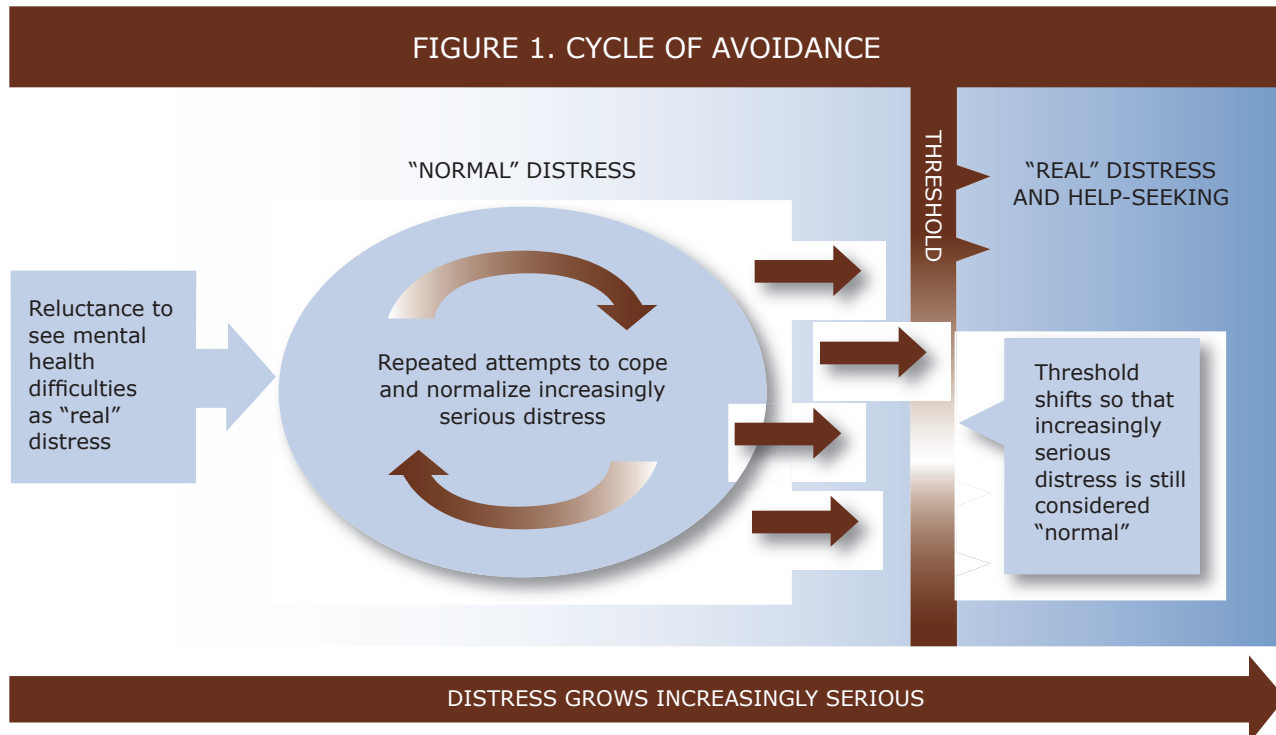 FIGURE 1. CYCLE OF AVOIDANCE
“NORMAL” DISTRESS
THRESHOLD
“REAL” DISTRESS
AND HELP-SEEKING
Reluctance to
see mental
health
difficulties
as “real”
distress
Repeated attempts to cope
and normalize increasingly
serious distress
Threshold
shifts so that
increasingly
serious
distress is still
considered
“normal”
DISTRESS GROWS INCREASINGLY SERIOUS